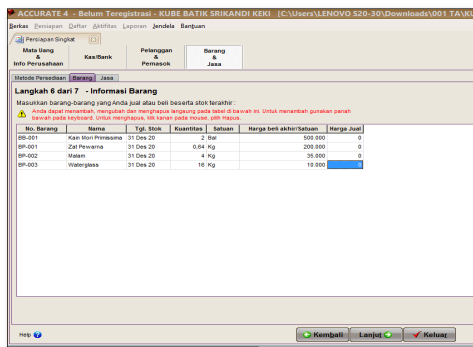 ACCURATE 4 - Belum Teregistrasi - KUBE BATIK SRIKANDI KEKI [C:\Users\LENOVO S20-30\Downloads\001 TA\KU
Berkas Persiapan Daftar Aktifitas Laporan Jendela Bantuan
Persiapan Singkat
Mata Uang & Info Perusahaan
Kas/Bank
Pelanggan & Pemasok
Barang & Jasa
Metode Persediaan Barang Jasa
Langkah 6 dari 7 - Informasi Barang
Masukkan barang-barang yang Anda jual atau beli beserta stok terakhir :
Anda dapat menambah, mengubah dan menghapus langsung pada tabel di bawah ini. Untuk menambah gunakan panah
bawah pada keyboard. Untuk menghapus, klik kanan pada mouse, pilih Hapus.
No. Barang Nama Tgl. Stok Kuantitas Satuan Harga beli akhir/Satuan Harga Jual
BB-001 Kain Mori Primissima 31 Des 20 2 Bal 500.000 0
BP-001 Zat Pewarna 31 Des 20 0,64 Kg 200.000 0
BP-002 Malam 31 Des 20 4 Kg 35.000 0
BP-003 Waterglass 31 Des 20 16 Kg 10.000 0
Help Kembali Lanjut Keluar